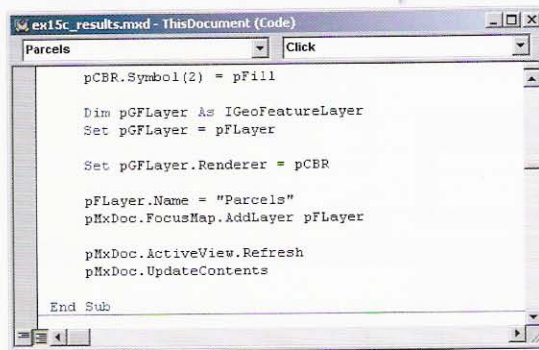 ex15c_results.mxd - ThisDocument (Code)
Parcels Click
pCBR.Symbol(2) = pFill
Dim pGFLayer As IGeoFeatureLayer
Set pGFLayer = pFLayer
Set pGFLayer.Renderer = pCBR
pFLayer.Name = "Parcels"
pMxDoc.FocusMap.AddLayer pFLayer
pMxDoc.ActiveView.Refresh
pMxDoc.UpdateContents
End Sub